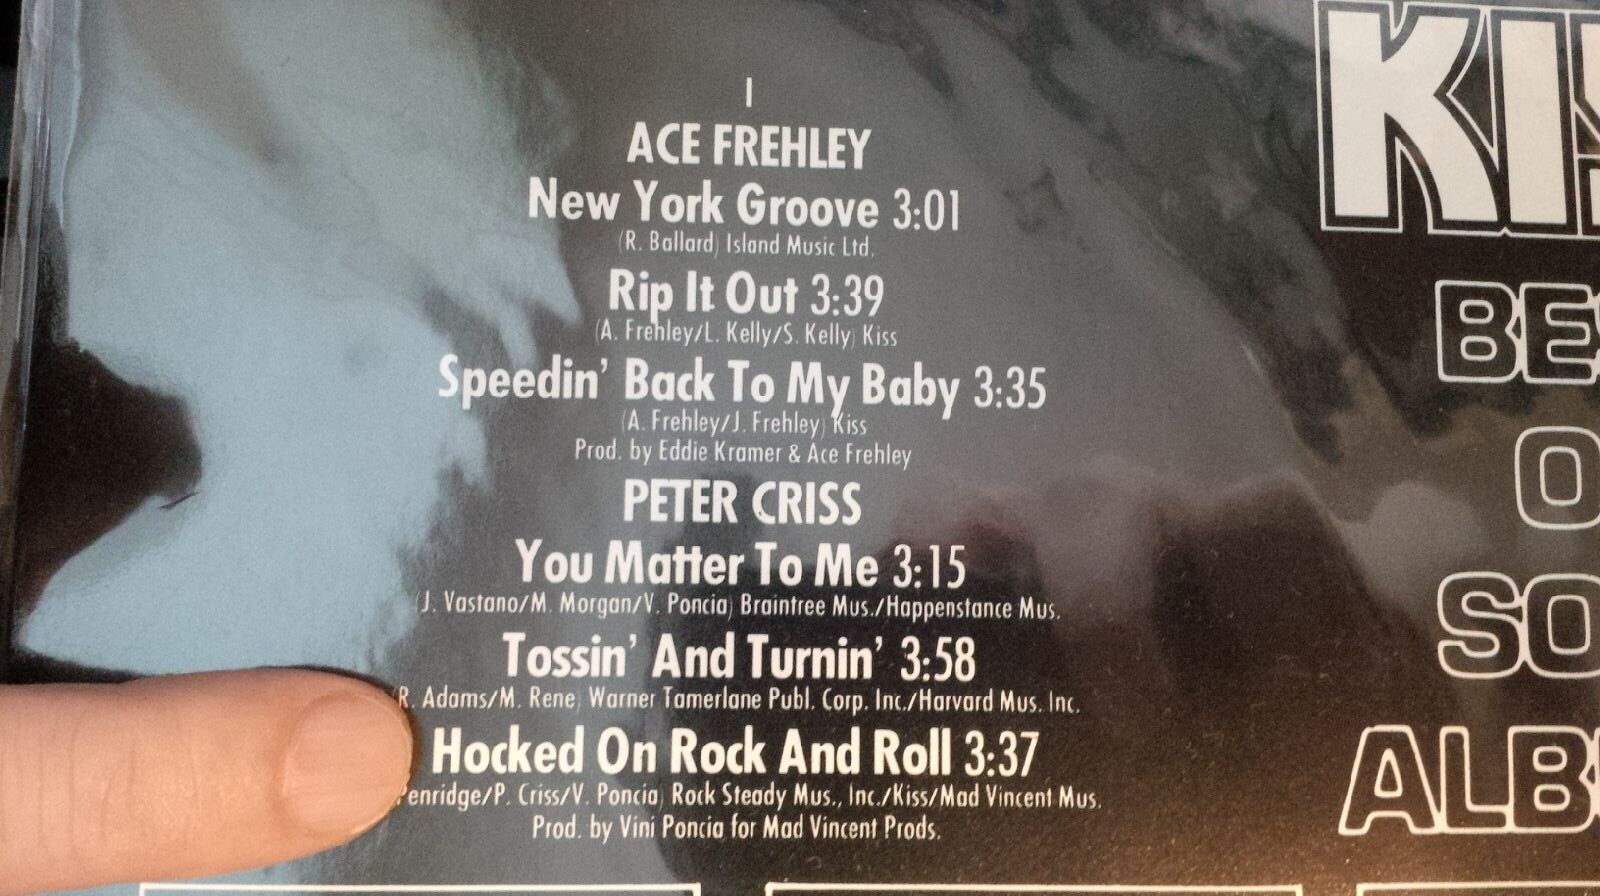 I
ACE FREHLEY
New York Groove 3:01
(R. Ballard) Island Music Ltd.
Rip It Out 3:39
(A. Frehley/L. Kelly/S. Kelly) Kiss
Speedin' Back To My Baby 3:35
(A. Frehley/J. Frehley) Kiss
Prod. by Eddie Kramer & Ace Frehley
PETER CRISS
You Matter To Me 3:15
(J. Vastano/M. Morgan/V. Poncia) Braintree Mus./Happenstance Mus.
Tossin' And Turnin' 3:58
(R. Adams/M. Rene) Warner Tamerlane Publ. Corp. Inc./Harvard Mus. Inc.
Hocked On Rock And Roll 3:37
Penridge/P. Criss/V. Poncia) Rock Steady Mus., Inc./Kiss/Mad Vincent Mus.
Prod. by Vini Poncia for Mad Vincent Prods.
KIS
BES
O
SO
ALBU